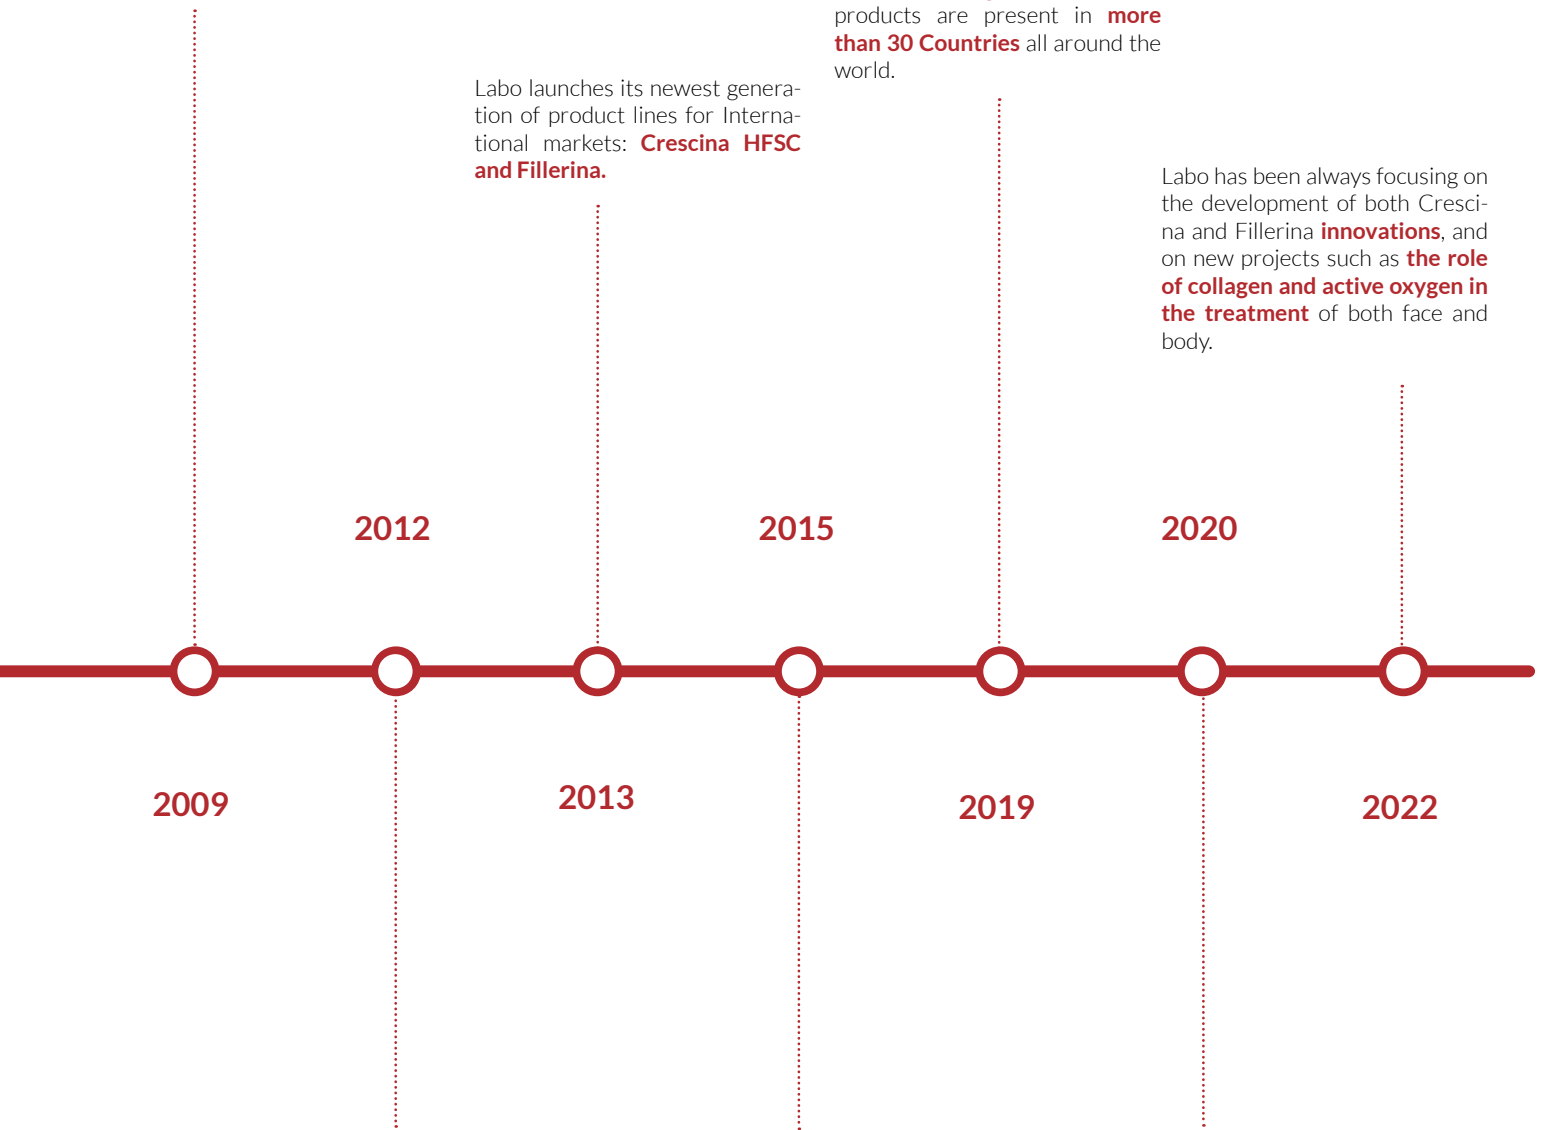 products are present in more
than 30 Countries all around the
world.
Labo launches its newest genera-
tion of product lines for Interna-
tional markets: Crescina HFSC
and Fillerina.
Labo has been always focusing on
the development of both Cresci-
na and Fillerina innovations, and
on new projects such as the role
of collagen and active oxygen in
the treatment of both face and
body.
2012
2015
2020
2009
2013
2019
2022